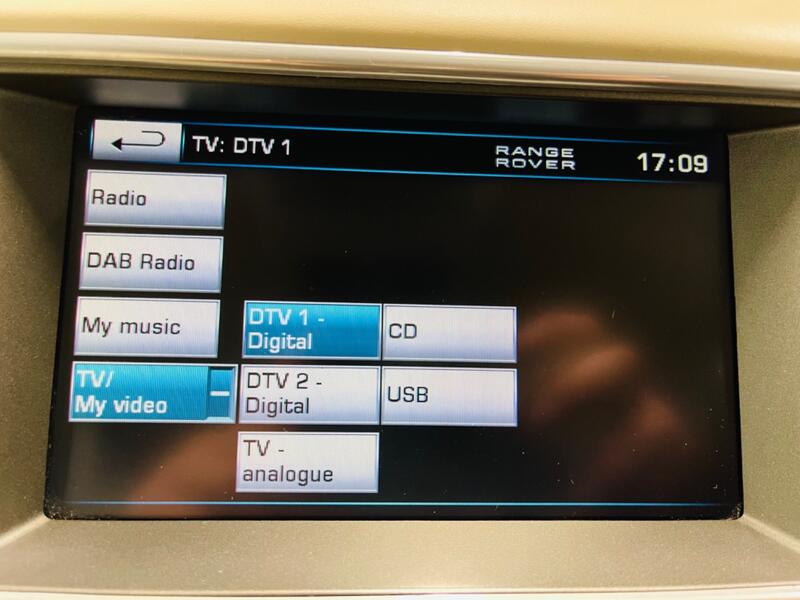 TV: DTV 1
RANGE
ROVER
17:09
Radio
DAB Radio
My music
DTV 1 -
Digital
CD
TV/
My video
DTV 2 -
Digital
USB
TV -
analogue